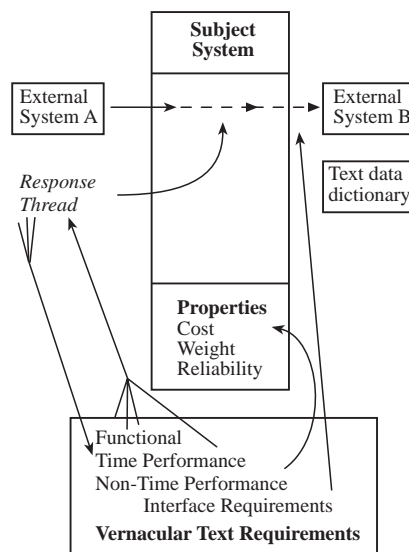 Subject
System
External
System A
External
System B
Response
Thread
Text data
dictionary
Properties
Cost
Weight
Reliability
Functional
Time Performance
Non-Time Performance
Interface Requirements
Vernacular Text Requirements